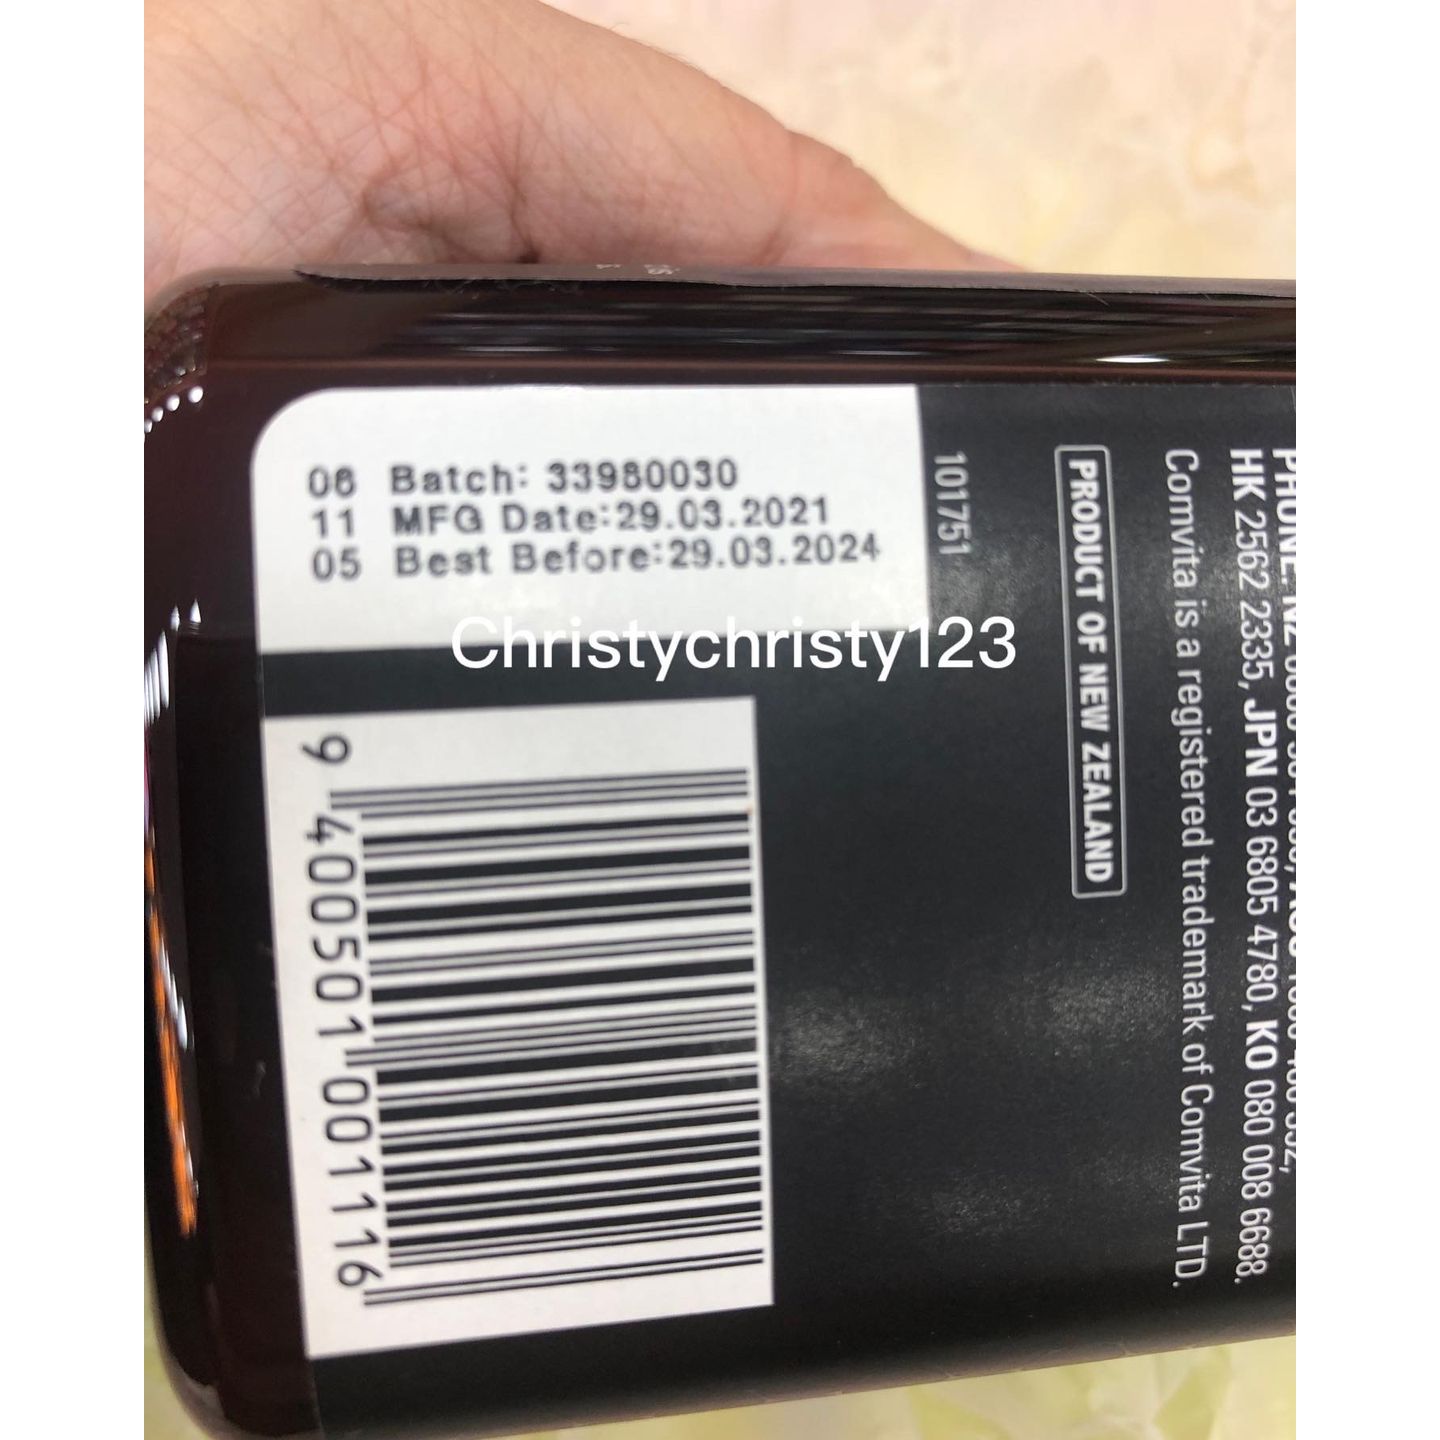 06 Batch: 33980030
11 MFG Date:29.03.2021
05 Best Before:29.03.2024
Christychristy123
9 400501 001116
101751
PRODUCT OF NEW ZEALAND
Comvita is a registered trademark of Comvita LTD.
HK 2562 2335, JPN 03 6805 4780, KO 080 008 6688.
PHONE: NZ